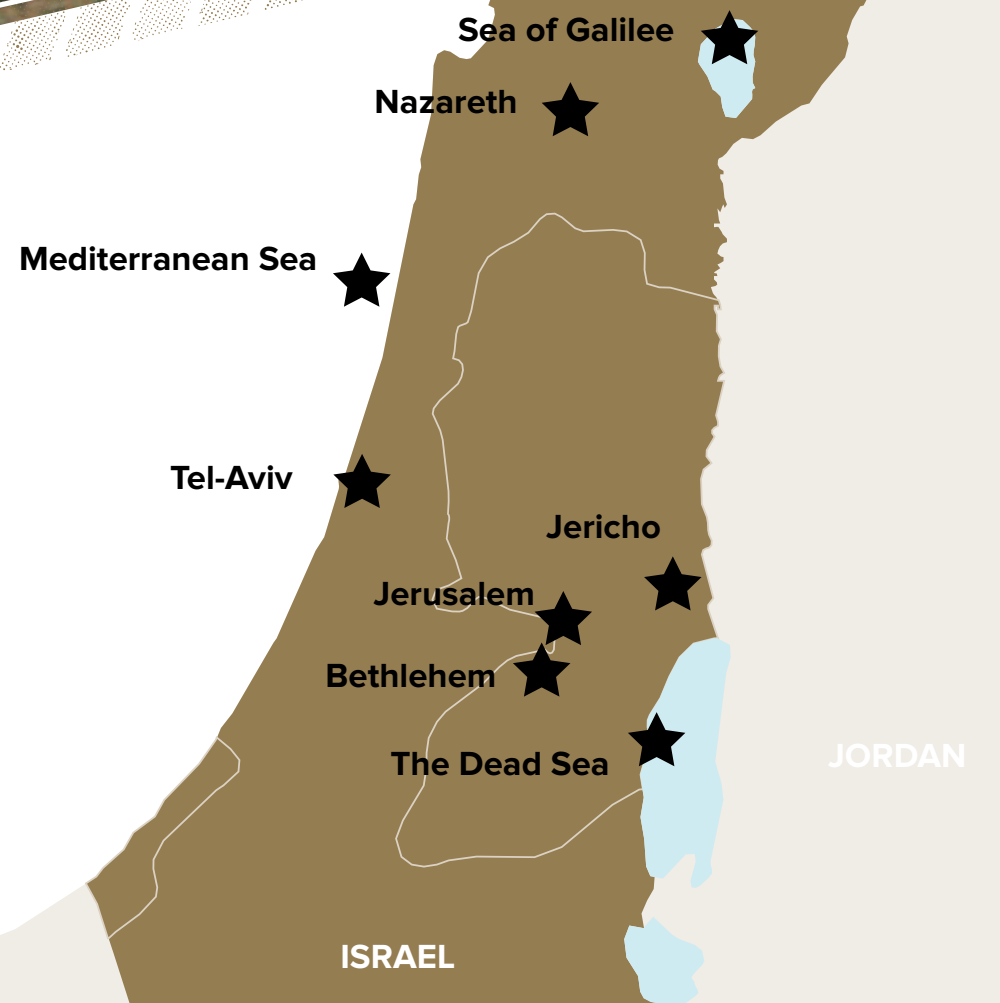 Sea of Galilee
Nazareth
Mediterranean Sea
Tel-Aviv
Jericho
Jerusalem
Bethlehem
The Dead Sea
JORDAN
ISRAEL